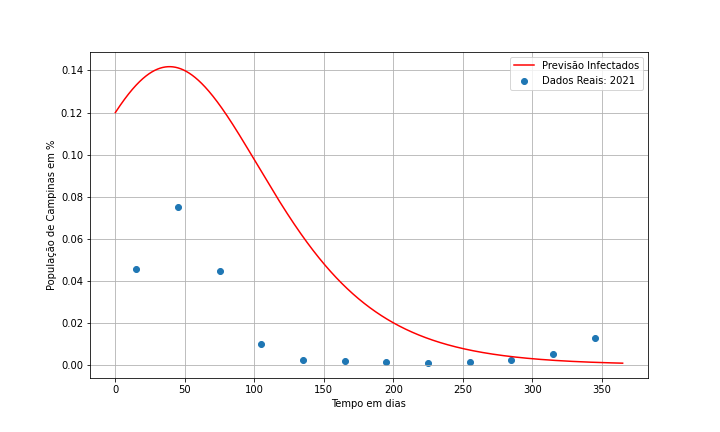 Previsão Infectados
Dados Reais: 2021
População de Campinas em %
0.14
0.12
0.10
0.08
0.06
0.04
0.02
0.00
0 50 100 150 200 250 300 350
Tempo em dias